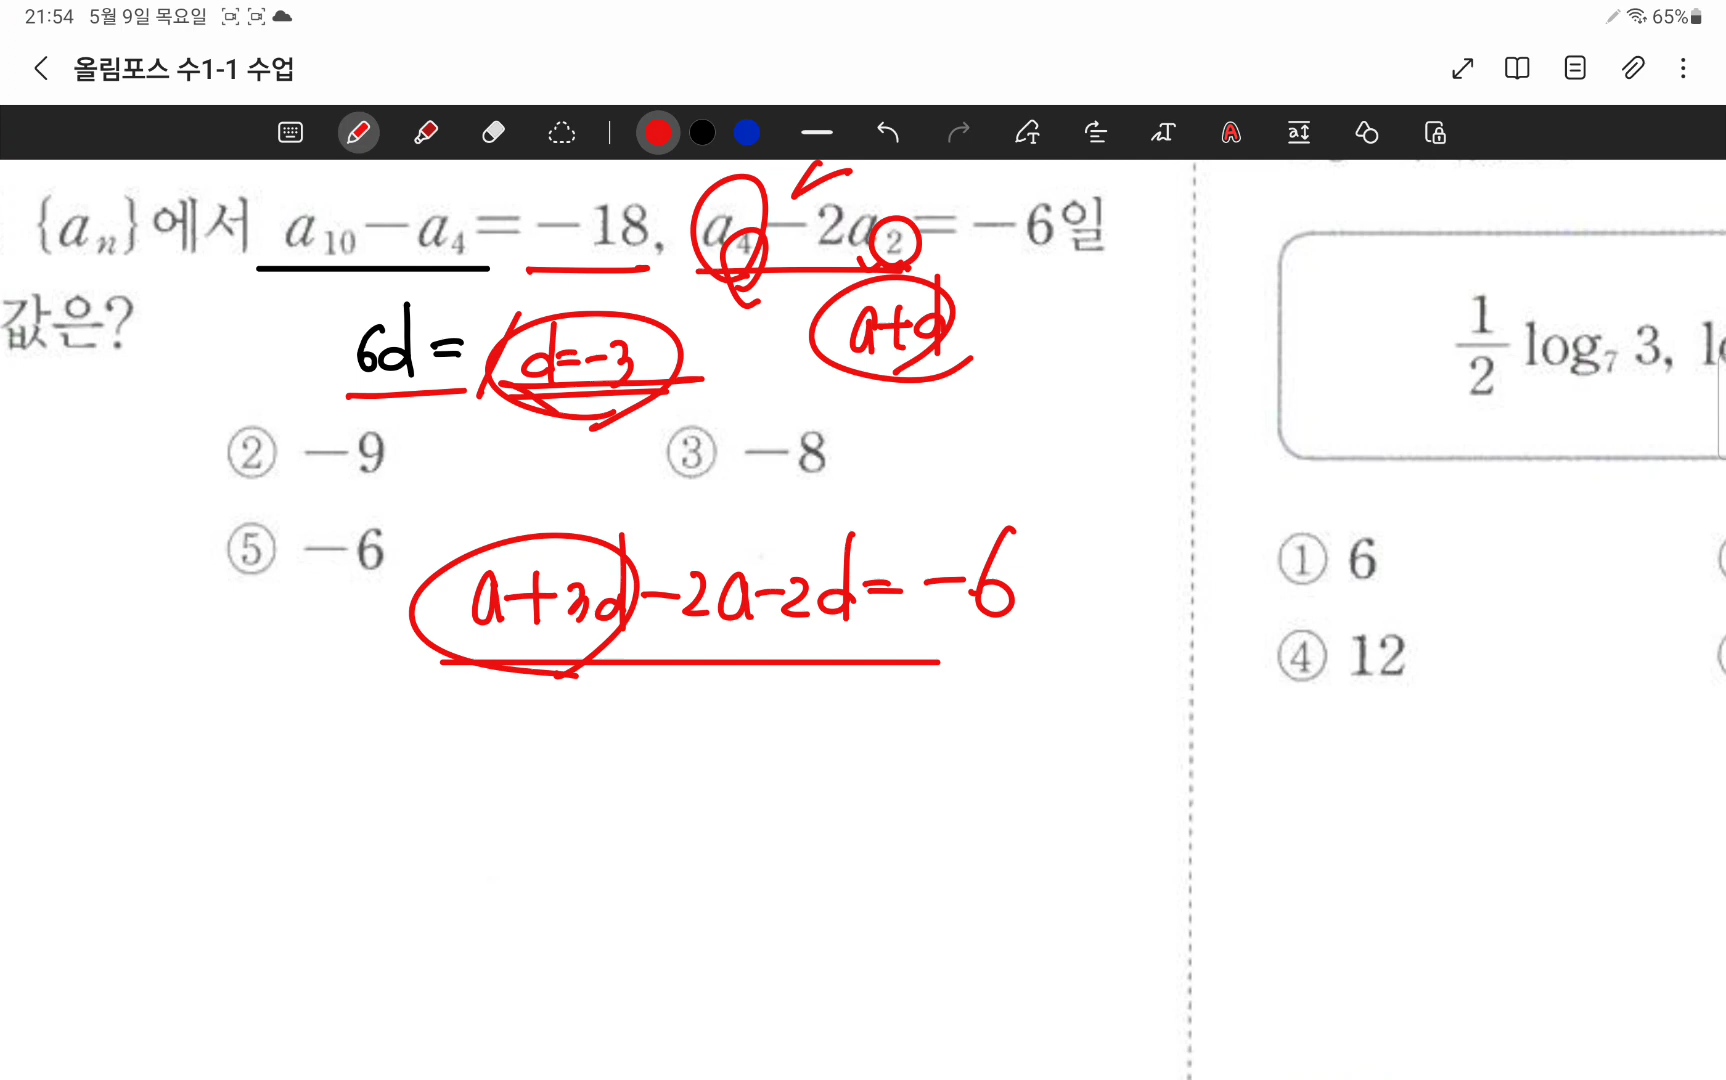 21:54 5월 9일 목요일 65%
올림포스 수1-1 수업
{aₙ}에서 a₁₀−a₄=−18, a₄−2a₂=−6일
값은?
6d= d=-3
a+d
② −9 ③ −8
⑤ −6
a+3d-2a-2d=-6
1/2 log₇ 3,
① 6
④ 12